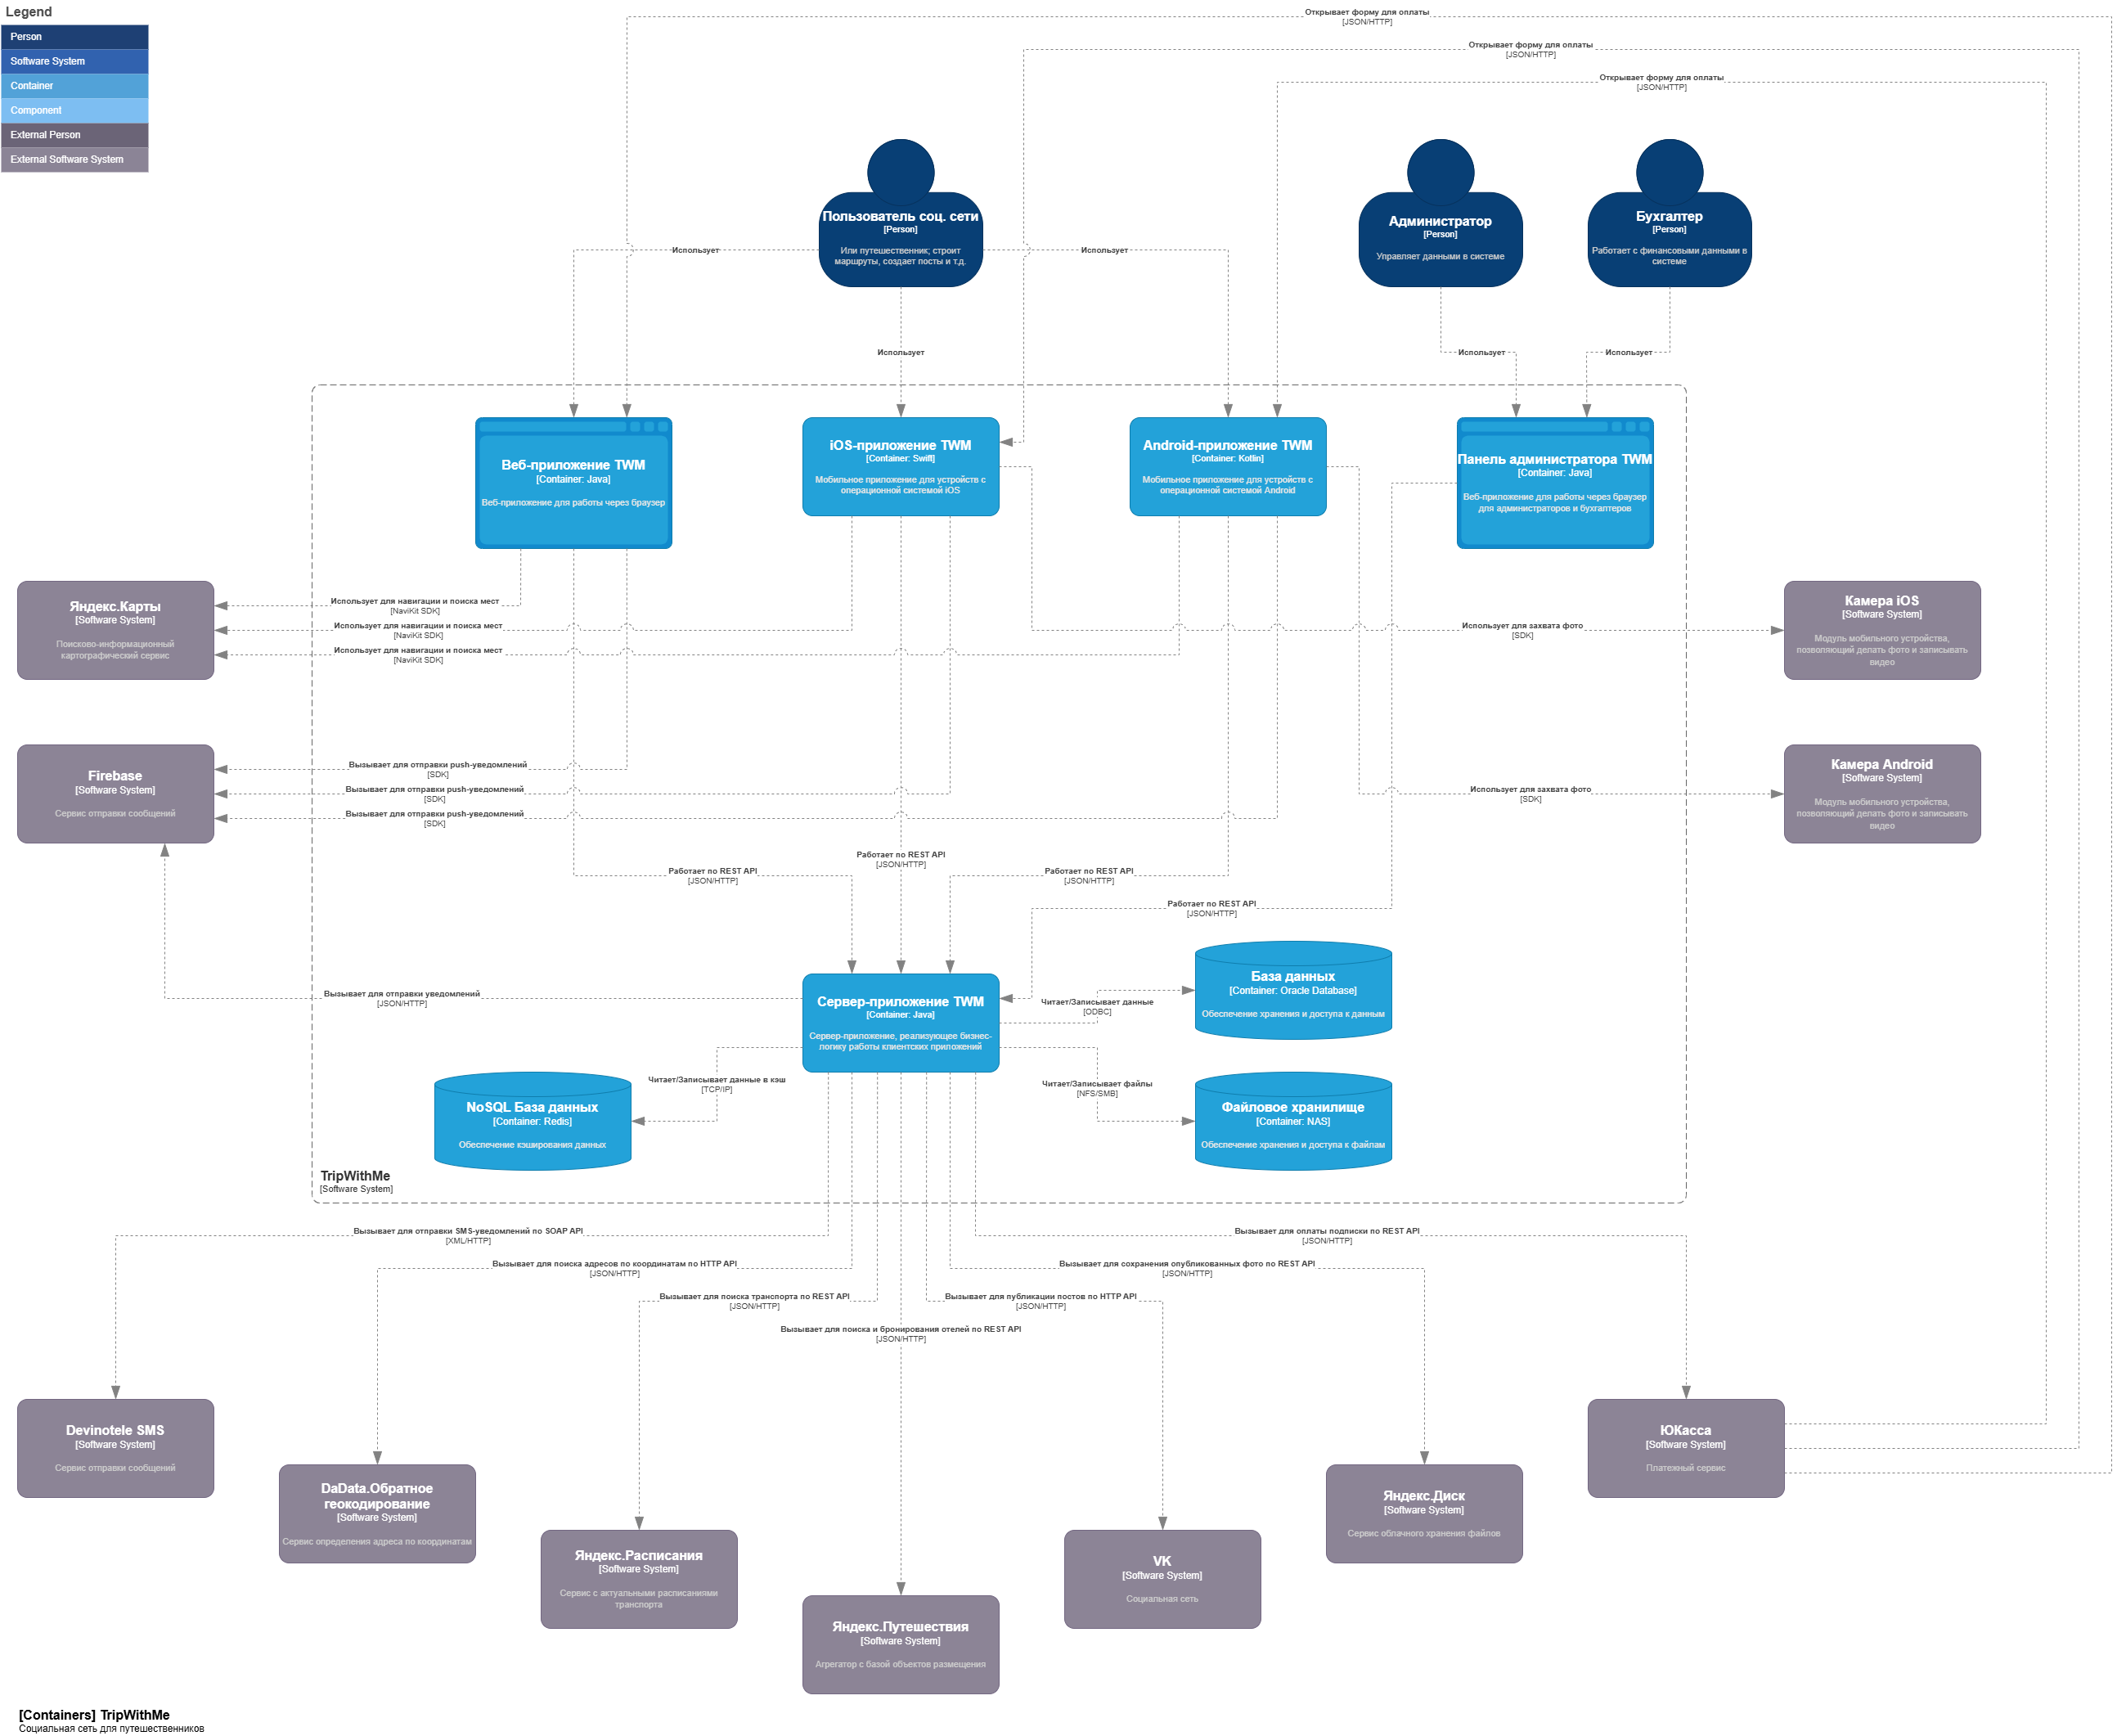 Legend
Person
Software System
Container
Component
External Person
External Software System
Открывает форму для оплаты
[JSON/HTTP]
Открывает форму для оплаты
[JSON/HTTP]
Открывает форму для оплаты
[JSON/HTTP]
Пользователь соц. сети
[Person]
Или путешественник; строит
маршруты, создает посты и т.д.
Администратор
[Person]
Управляет данными в системе
Бухгалтер
[Person]
Работает с финансовыми данными в
системе
Использует
Использует
Использует
Использует
Использует
Веб-приложение TWM
[Container: Java]
Веб-приложение для работы через браузер
iOS-приложение TWM
[Container: Swift]
Мобильное приложение для устройств с
операционной системой iOS
Android-приложение TWM
[Container: Kotlin]
Мобильное приложение для устройств с
операционной системой Android
Панель администратора TWM
[Container: Java]
Веб-приложение для работы через браузер
для администраторов и бухгалтеров
Яндекс.Карты
[Software System]
Поисково-информационный
картографический сервис
Использует для навигации и поиска мест
[NaviKit SDK]
Использует для навигации и поиска мест
[NaviKit SDK]
Использует для навигации и поиска мест
[NaviKit SDK]
Использует для захвата фото
[SDK]
Камера iOS
[Software System]
Модуль мобильного устройства,
позволяющий делать фото и записывать
видео
Firebase
[Software System]
Сервис отправки сообщений
Вызывает для отправки push-уведомлений
[SDK]
Вызывает для отправки push-уведомлений
[SDK]
Вызывает для отправки push-уведомлений
[SDK]
Использует для захвата фото
[SDK]
Камера Android
[Software System]
Модуль мобильного устройства,
позволяющий делать фото и записывать
видео
Работает по REST API
[JSON/HTTP]
Работает по REST API
[JSON/HTTP]
Работает по REST API
[JSON/HTTP]
Работает по REST API
[JSON/HTTP]
Вызывает для отправки уведомлений
[JSON/HTTP]
Сервер-приложение TWM
[Container: Java]
Сервер-приложение, реализующее бизнес-
логику работы клиентских приложений
Читает/Записывает данные
[ODBC]
База данных
[Container: Oracle Database]
Обеспечение хранения и доступа к данным
Читает/Записывает данные в кэш
[TCP/IP]
NoSQL База данных
[Container: Redis]
Обеспечение кэширования данных
Читает/Записывает файлы
[NFS/SMB]
Файловое хранилище
[Container: NAS]
Обеспечение хранения и доступа к файлам
TripWithMe
[Software System]
Вызывает для отправки SMS-уведомлений по SOAP API
[XML/HTTP]
Вызывает для оплаты подписки по REST API
[JSON/HTTP]
Вызывает для поиска адресов по координатам по HTTP API
[JSON/HTTP]
Вызывает для сохранения опубликованных фото по REST API
[JSON/HTTP]
Вызывает для поиска транспорта по REST API
[JSON/HTTP]
Вызывает для публикации постов по HTTP API
[JSON/HTTP]
Вызывает для поиска и бронирования отелей по REST API
[JSON/HTTP]
Devinotele SMS
[Software System]
Сервис отправки сообщений
DaData.Обратное
геокодирование
[Software System]
Сервис определения адреса по координатам
Яндекс.Расписания
[Software System]
Сервис с актуальными расписаниями
транспорта
Яндекс.Путешествия
[Software System]
Агрегатор с базой объектов размещения
VK
[Software System]
Социальная сеть
Яндекс.Диск
[Software System]
Сервис облачного хранения файлов
ЮКасса
[Software System]
Платежный сервис
[Containers] TripWithMe
Социальная сеть для путешественников